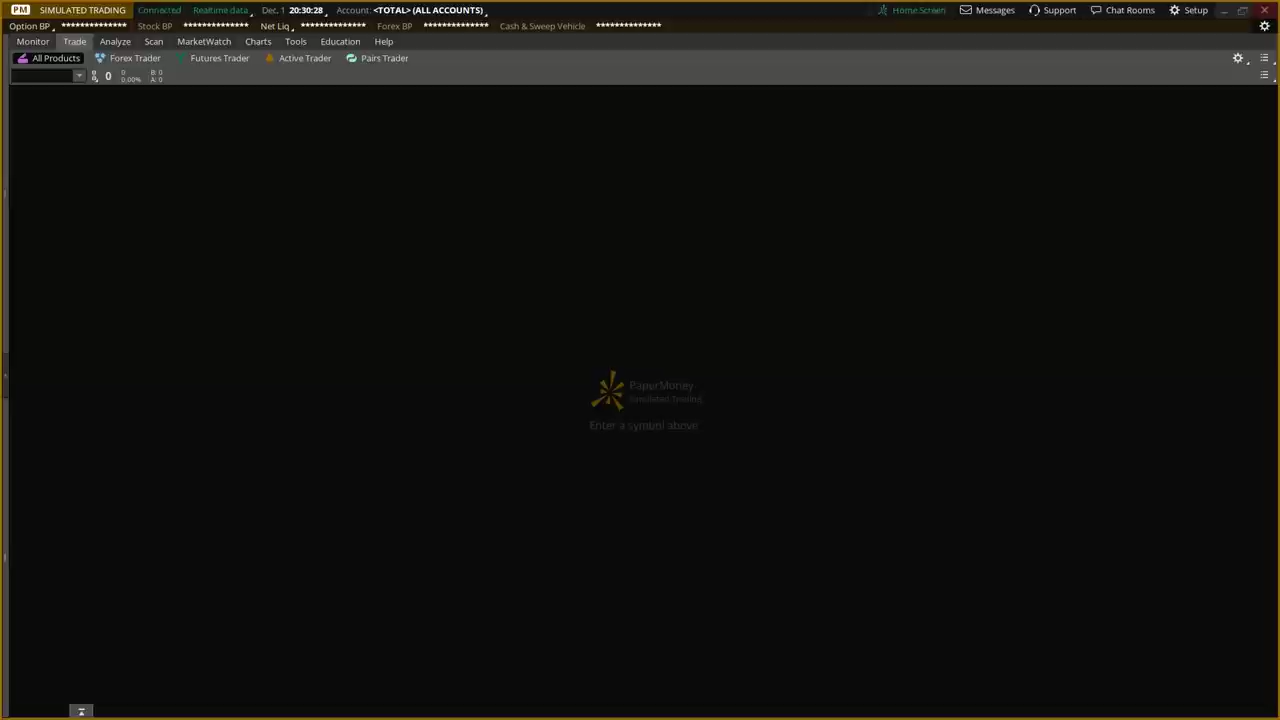 PM SIMULATED TRADING Connected Realtime data Dec. 1 20:30:28 Account: <TOTAL> (ALL ACCOUNTS) Home Screen Messages Support Chat Rooms Setup
Option BP ************** Stock BP ************** Net Liq ************** Forex BP ************** Cash & Sweep Vehicle **************
Monitor Trade Analyze Scan MarketWatch Charts Tools Education Help
All Products Forex Trader Futures Trader Active Trader Pairs Trader
0 0 0.00% B: 0 A: 0
PaperMoney
Simulated Trading
Enter a symbol above